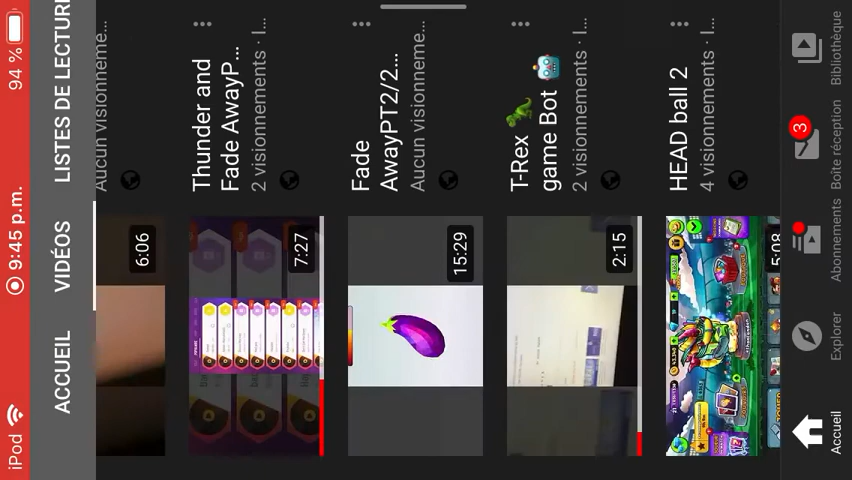 iPod 9:45 p.m. 94 %
ACCUEIL VIDÉOS LISTES DE LECTURE
6:06
Aucun visionneme...
7:27
Thunder and
Fade AwayP...
2 visionnements · I...
15:29
Fade
AwayPT2/2...
Aucun visionneme...
2:15
T-Rex 🦖
game Bot 🤖
2 visionnements · I...
5:08
HEAD ball 2
4 visionnements · I...
3
Accueil Explorer Abonnements Boîte réception Bibliothèque